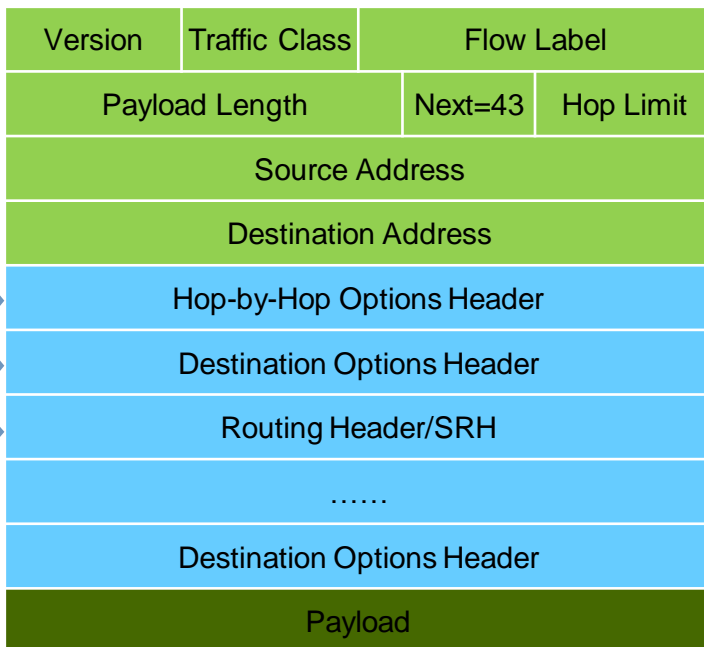 Version Traffic Class Flow Label
Payload Length Next=43 Hop Limit
Source Address
Destination Address
Hop-by-Hop Options Header
Destination Options Header
Routing Header/SRH
……
Destination Options Header
Payload